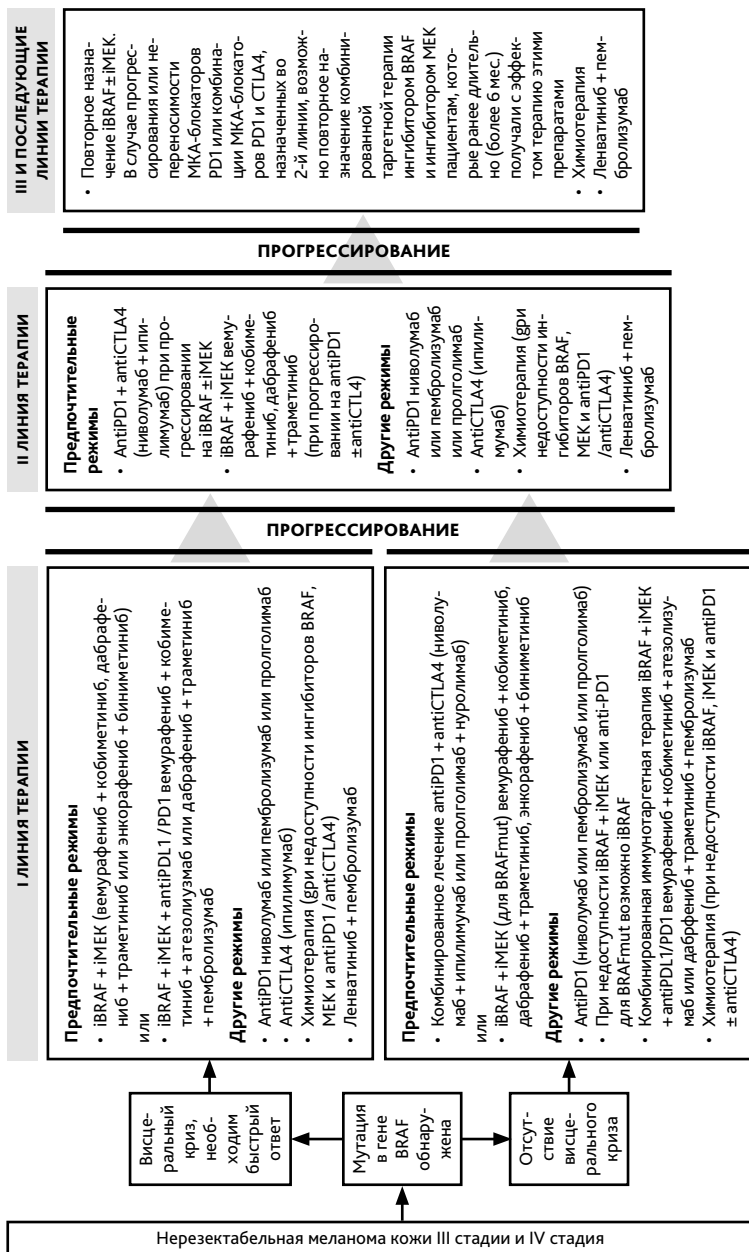 Нерезектабельная меланома кожи III стадии и IV стадия
Мутация
в гене
BRAF
обнару-
жена
Висце-
ральный
криз,
необ-
ходим
быстрый
ответ
Отсут-
ствие
висце-
рального
криза
I ЛИНИЯ ТЕРАПИИ
Предпочтительные режимы
• iBRAF + iMEK (вемурафениб + кобиметиниб, дабрафе-
ниб + траметиниб или энкорафениб + биниметиниб)
или
• iBRAF + iMEK + antiPDL1 /PD1 вемурафениб + кобиме-
тиниб + атезолиузмаб или дабрафениб + траметиниб
+ пембролизумаб
Другие режимы
• AntiPD1 ниволумаб или пембролизумаб или пролголимаб
• AntiCTLA4 (ипилимумаб)
• Химиотерапия (gри недоступности ингибиторов BRAF,
MEK и antiPD1 / antiCTLA4)
• Ленватиниб + пембролизумаб
Предпочтительные режимы
• Комбинированное лечение antiPD1 + antiCTLA4 (ниволу-
маб + ипилимумаб или пролголимаб + нуролимаб)
или
• iBRAF + iMEK (для BRAFmut) вемурафениб + кобиметиниб,
дабрафениб + траметиниб, энкорафениб + биниметиниб
Другие режимы
• AntiPD1 (ниволумаб или пембролизумаб или пролголимаб)
• При недоступности iBRAF + iMEK или anti-PD1
для BRAFmut возможно iBRAF
• Комбинированная иммунотаргетная терапия iBRAF + iMEK
+ antiPDL1/PD1 вемурафениб + кобиметиниб + атезолизу-
маб или дабрфениб + траметиниб + пембролизумаб
• Химиотерапия (при недоступности iBRAF, iMEK и antiPD1
± antiCTLA4)
ПРОГРЕССИРОВАНИЕ
II ЛИНИЯ ТЕРАПИИ
Предпочтительные
режимы
• AntiPD1 + antiCTLA4
(ниволумаб + ипи-
лимумаб) при про-
грессировании
на iBRAF ±iMEK
• iBRAF + iMEK вему-
рафениб + кобиме-
тиниб, дабрафениб
+ траметиниб
(при прогрессиро-
вании на antiPD1
± antiCTL4)
Другие режимы
• AntiPD1 ниволумаб
или пембролизумаб
или пролголимаб
• AntiCTLA4 (ипили-
мумаб)
• Химиотерапия (gри
недоступности ин-
гибиторов BRAF,
MEK и antiPD1
/antiCTLA4)
• Ленватиниб + пем-
бролизумаб
ПРОГРЕССИРОВАНИЕ
III И ПОСЛЕДУЮЩИЕ
ЛИНИИ ТЕРАПИИ
• Повторное назна-
чение iBRAF ± iMEK.
В случае прогрес-
сирования или не-
переносимости
МКА-блокаторов
PD1 или комбина-
ции МКА-блокато-
ров PD1 и CTLA4,
назначенных во
2-й линии, возмож-
но повторное на-
значение комбини-
рованной
таргетной терапии
ингибитором BRAF
и ингибитором MEK
пациентам, кото-
рые ранее длитель-
но (более 6 мес.)
получали с эффек-
том терапию этими
препаратами
• Химиотерапия
• Ленватиниб + пем-
бролизумаб